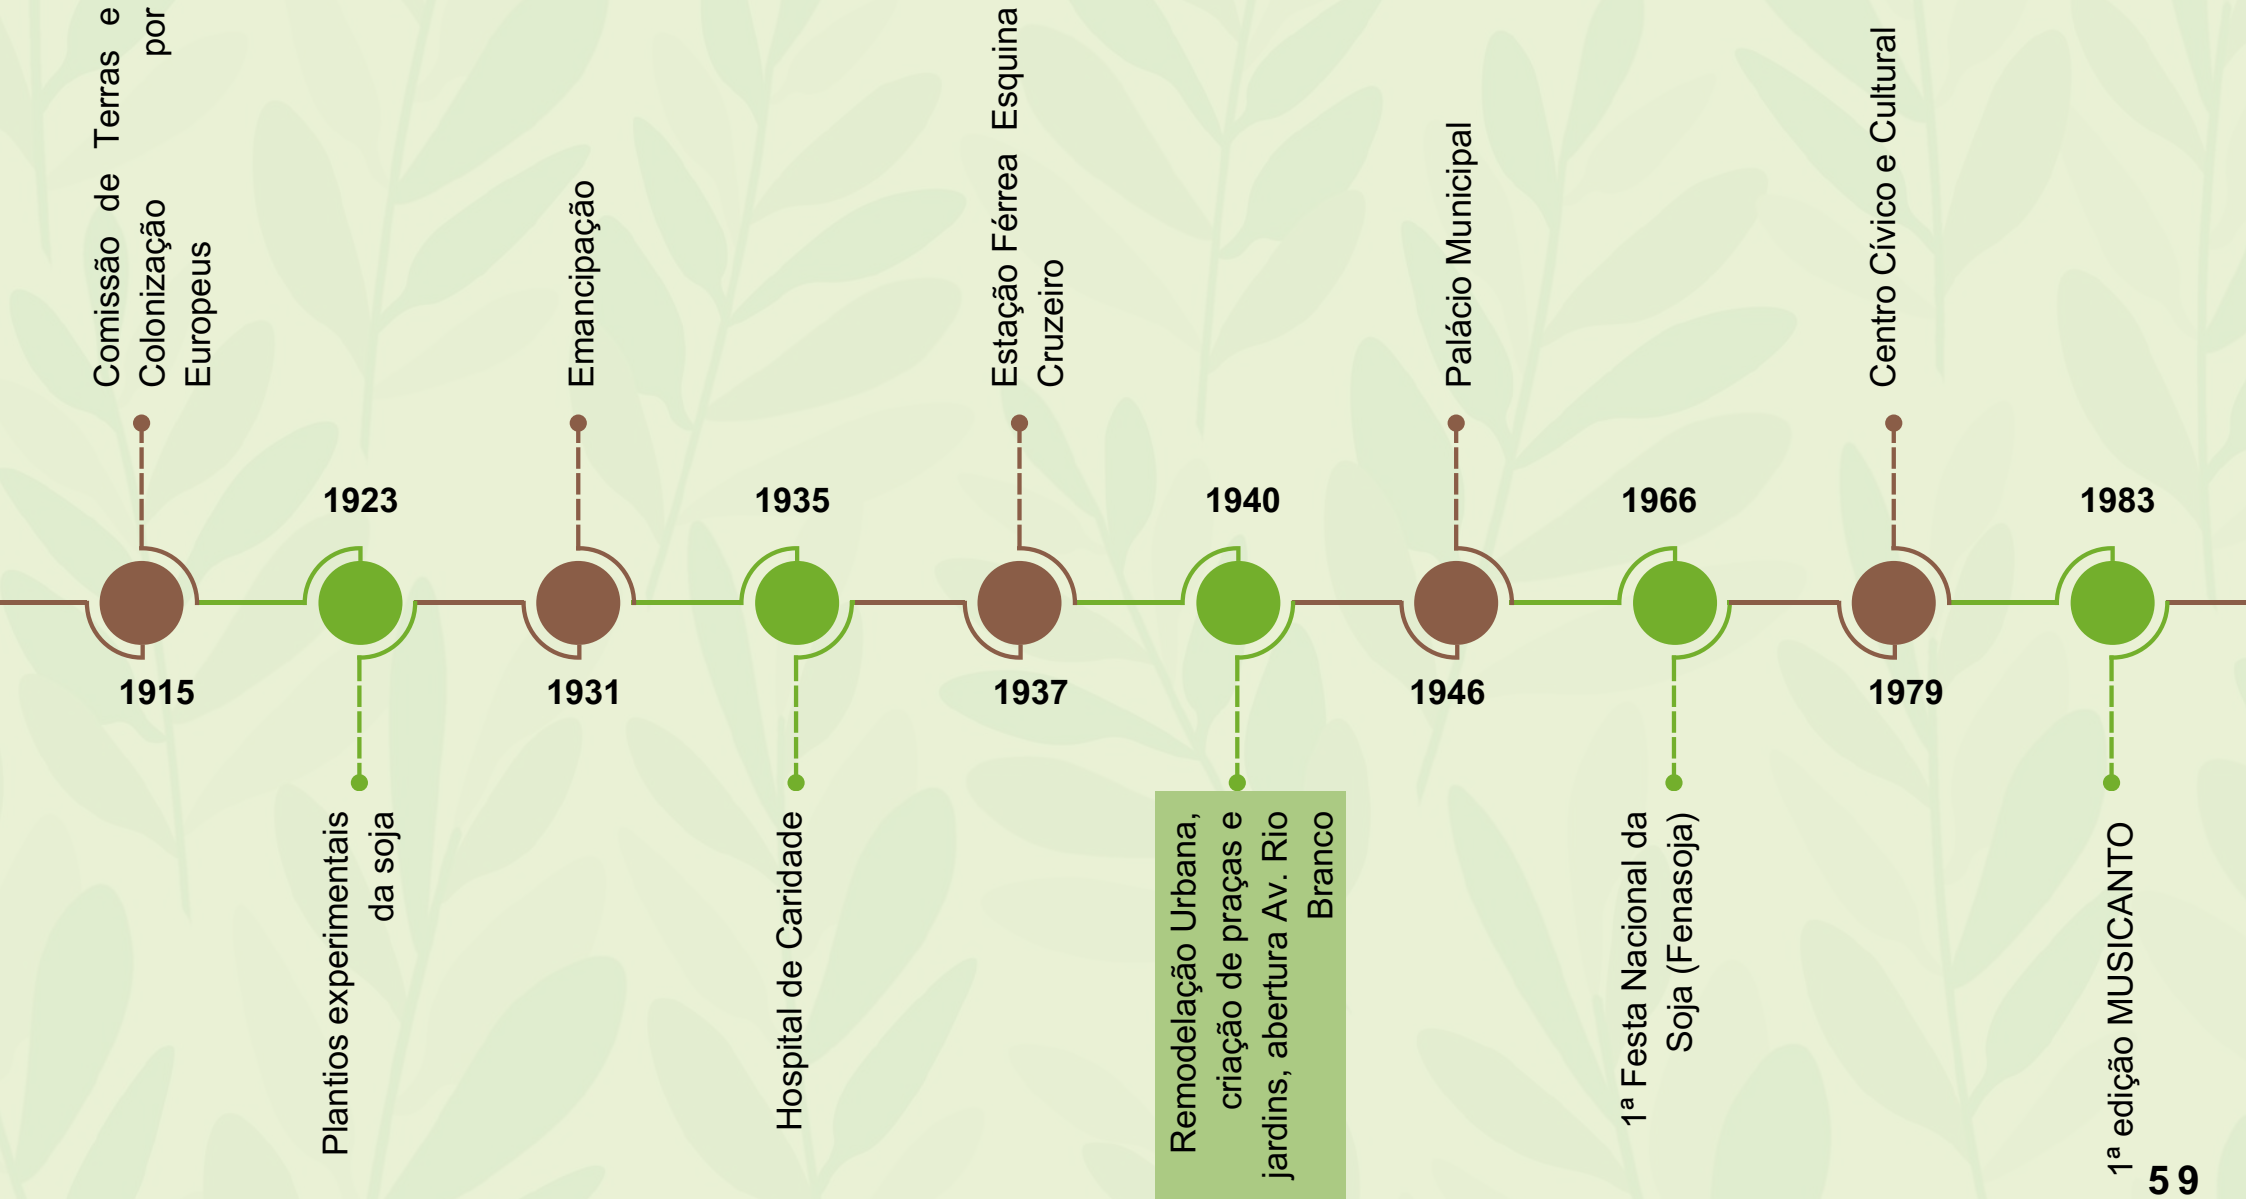 Comissão de Terras e
Colonização por
Europeus
1915
1923
Plantios experimentais
da soja
Emancipação
1931
1935
Hospital de Caridade
Estação Férrea Esquina
Cruzeiro
1937
1940
Remodelação Urbana,
criação de praças e
jardins, abertura Av. Rio
Branco
Palácio Municipal
1946
1966
1ª Festa Nacional da
Soja (Fenasoja)
Centro Cívico e Cultural
1979
1983
1ª edição MUSICANTO
59